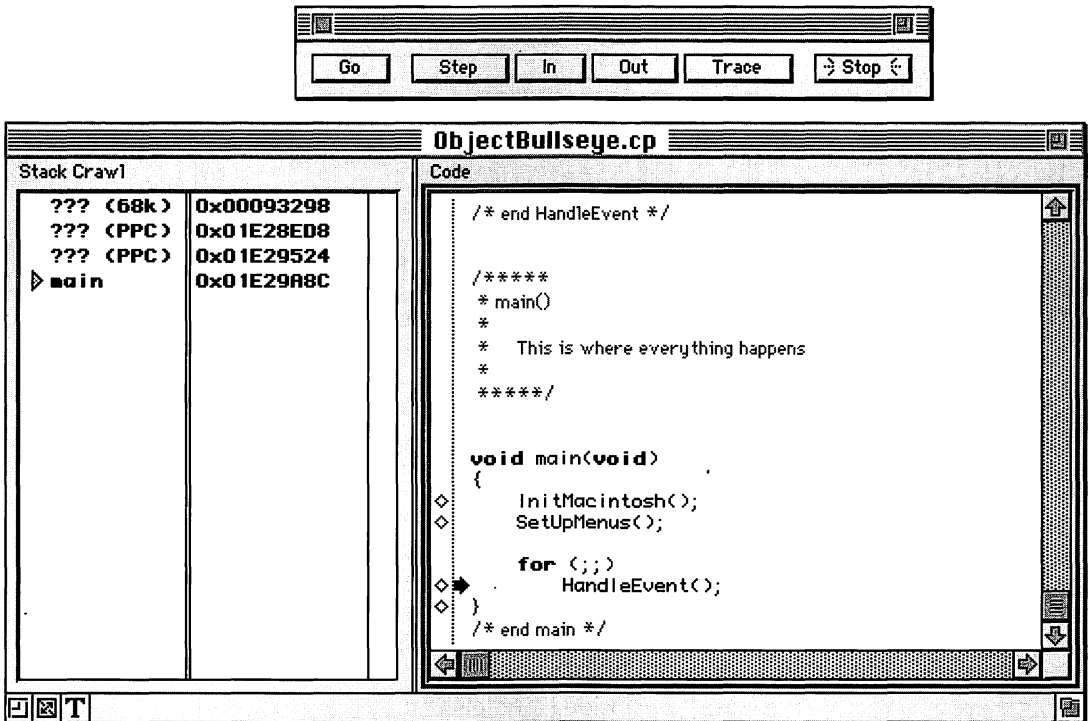 Go Step In Out Trace Stop
ObjectBullseye.cp
Stack Crawl
??? (68k) 0x00093298
??? (PPC) 0x01E28ED8
??? (PPC) 0x01E29524
main 0x01E29A8C
Code
/* end HandleEvent */
/*****
* main()
*
* This is where everything happens
*
*****/
void main(void)
{
InitMacintosh();
SetUpMenus();
for (;;)
HandleEvent();
}
/* end main */
T